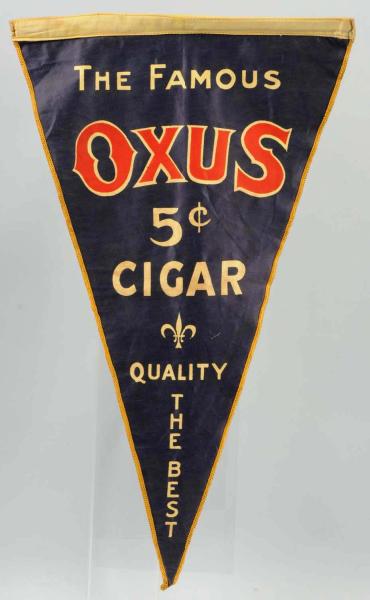 The Famous
OXUS
5¢
CIGAR
QUALITY
THE BEST